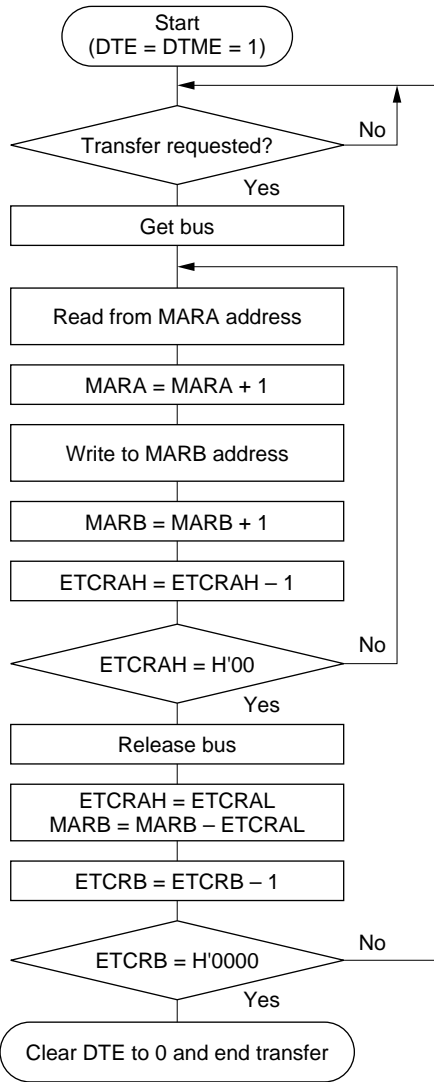 Start
(DTE = DTME = 1)
Transfer requested?
No
Yes
Get bus
Read from MARA address
MARA = MARA + 1
Write to MARB address
MARB = MARB + 1
ETCRAH = ETCRAH – 1
ETCRAH = H'00
No
Yes
Release bus
ETCRAH = ETCRAL
MARB = MARB – ETCRAL
ETCRB = ETCRB – 1
ETCRB = H'0000
No
Yes
Clear DTE to 0 and end transfer